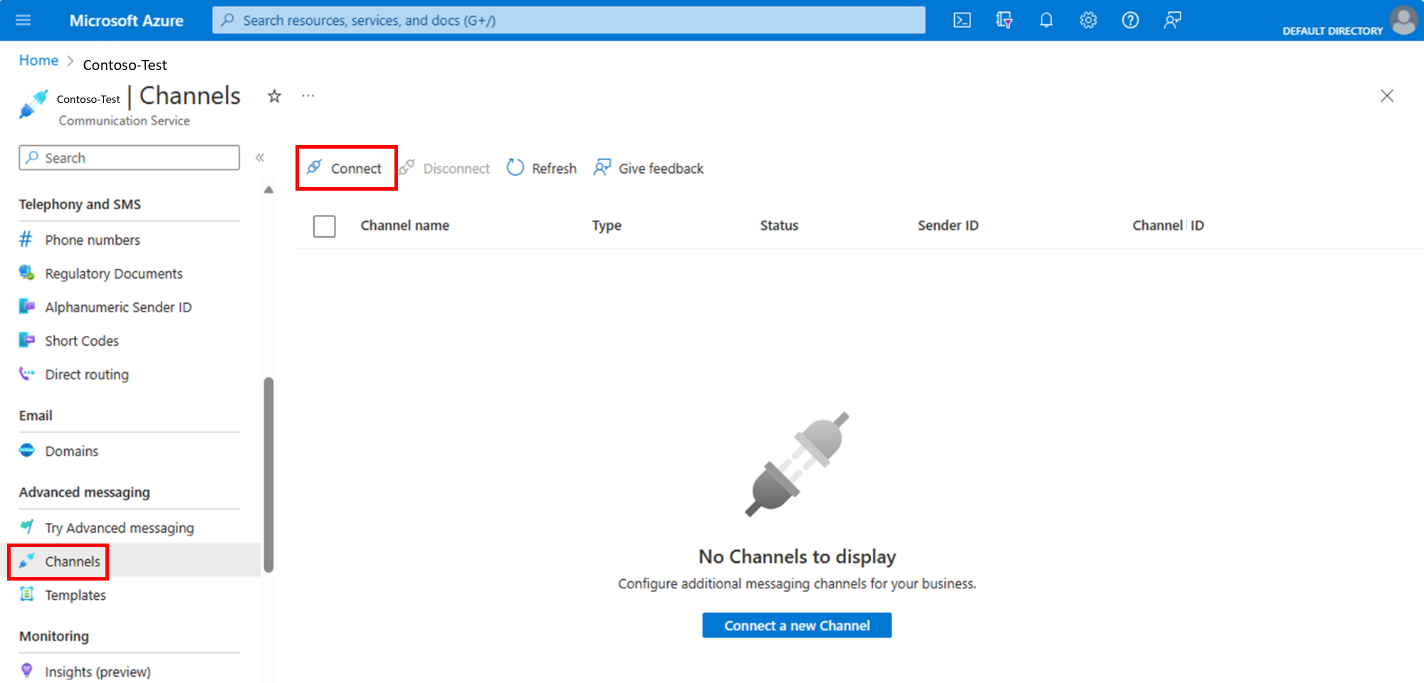 Microsoft Azure
Search resources, services, and docs (G+/)
DEFAULT DIRECTORY
Home > Contoso-Test
Contoso-Test | Channels
Communication Service
Search
Telephony and SMS
Phone numbers
Regulatory Documents
Alphanumeric Sender ID
Short Codes
Direct routing
Email
Domains
Advanced messaging
Try Advanced messaging
Channels
Templates
Monitoring
Insights (preview)
Connect Disconnect Refresh Give feedback
Channel name Type Status Sender ID Channel ID
No Channels to display
Configure additional messaging channels for your business.
Connect a new Channel